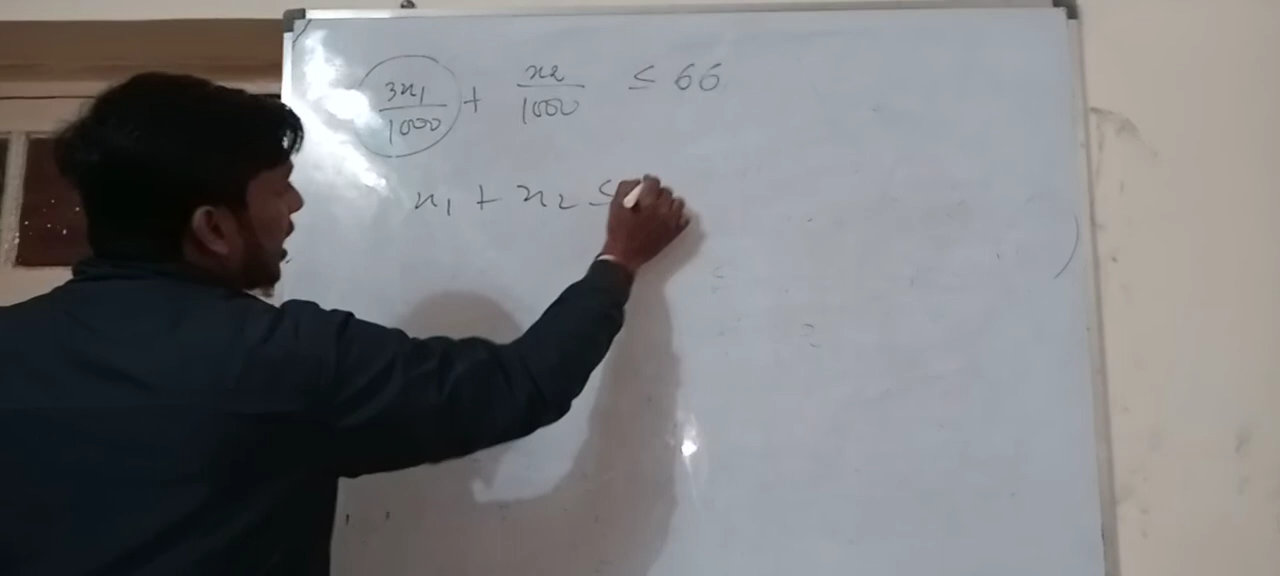 3x₁/1000 + x₂/1000 ≤ 66
x₁ + x₂ ≤